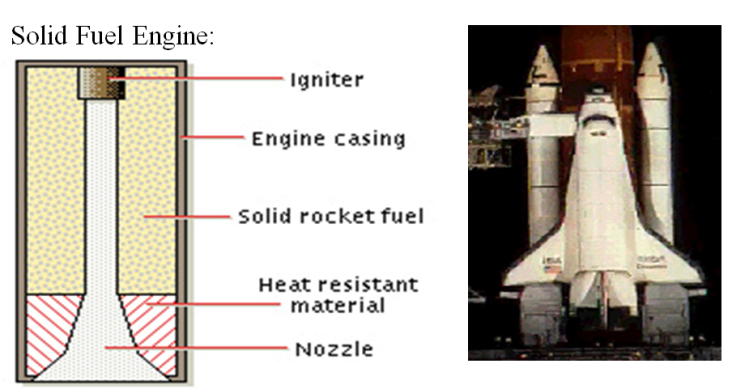 Solid Fuel Engine:
Igniter
Engine casing
Solid rocket fuel
Heat resistant
material
Nozzle